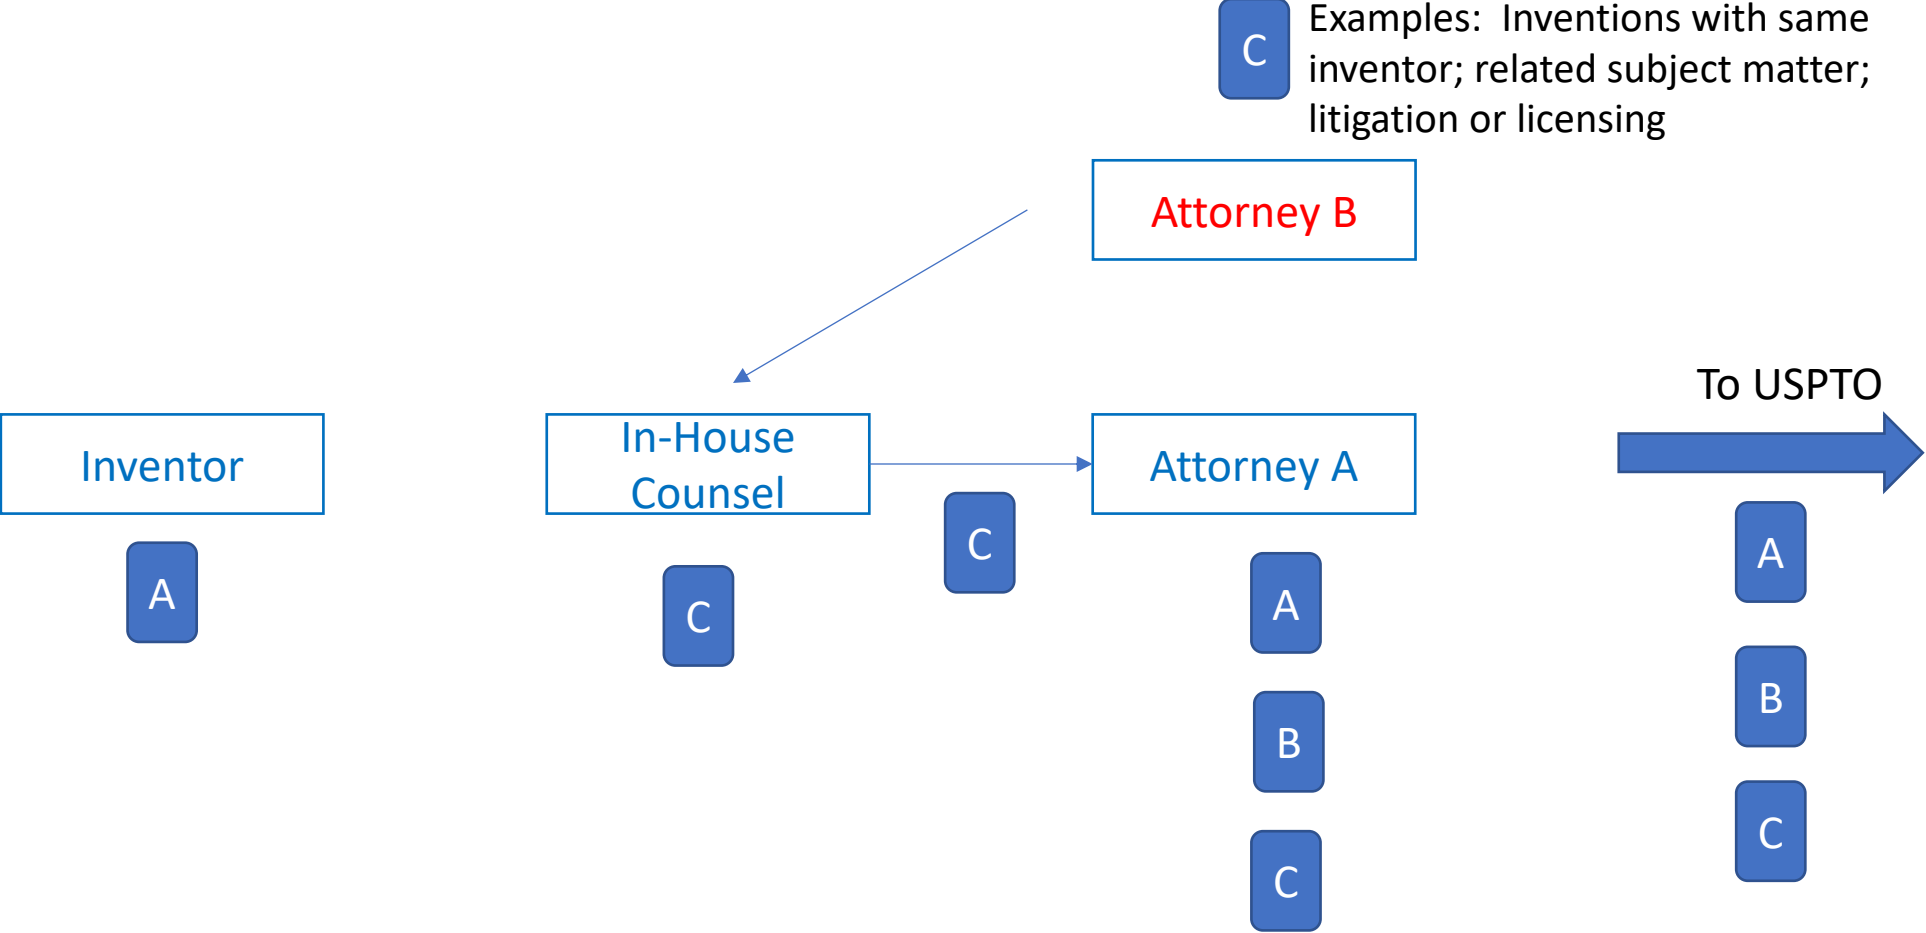 C
Examples:  Inventions with same
inventor; related subject matter;
litigation or licensing
Attorney B
To USPTO
Inventor
In-House
Counsel
Attorney A
C
A
C
A
B
C
A
B
C